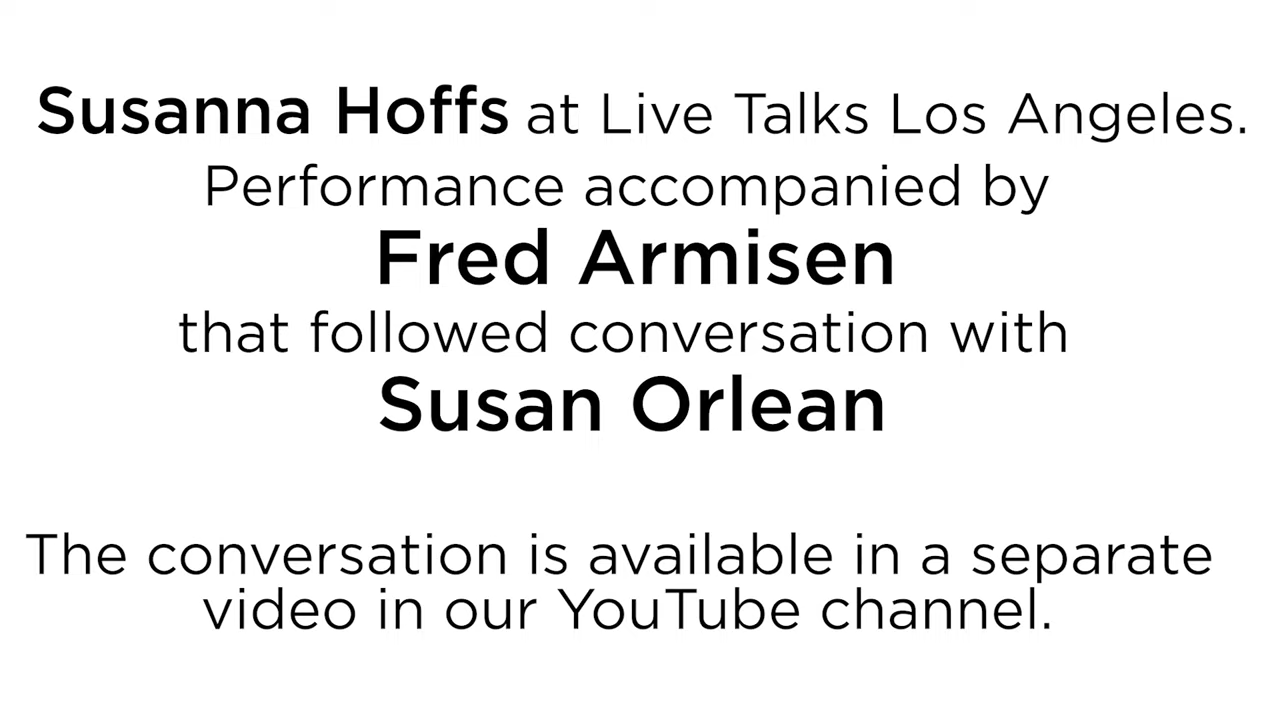 Susanna Hoffs at Live Talks Los Angeles.
Performance accompanied by
Fred Armisen
that followed conversation with
Susan Orlean
The conversation is available in a separate
video in our YouTube channel.